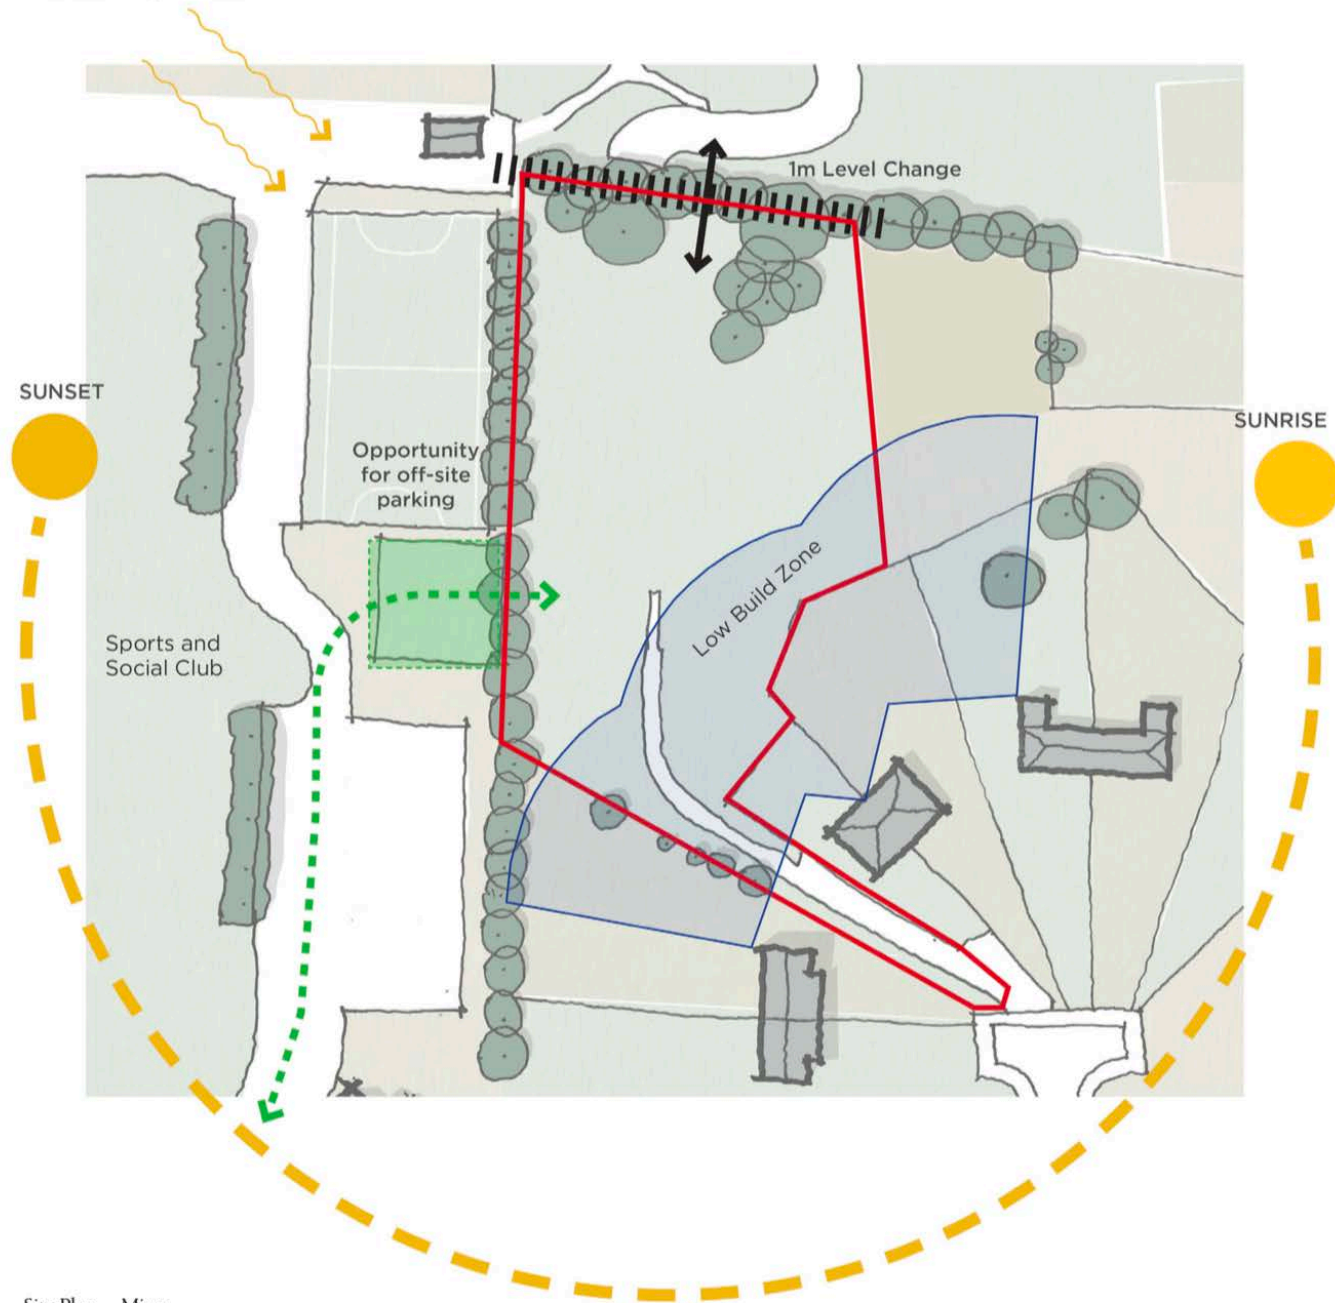 1m Level Change
SUNSET
SUNRISE
Opportunity
for off-site
parking
Low Build Zone
Sports and
Social Club